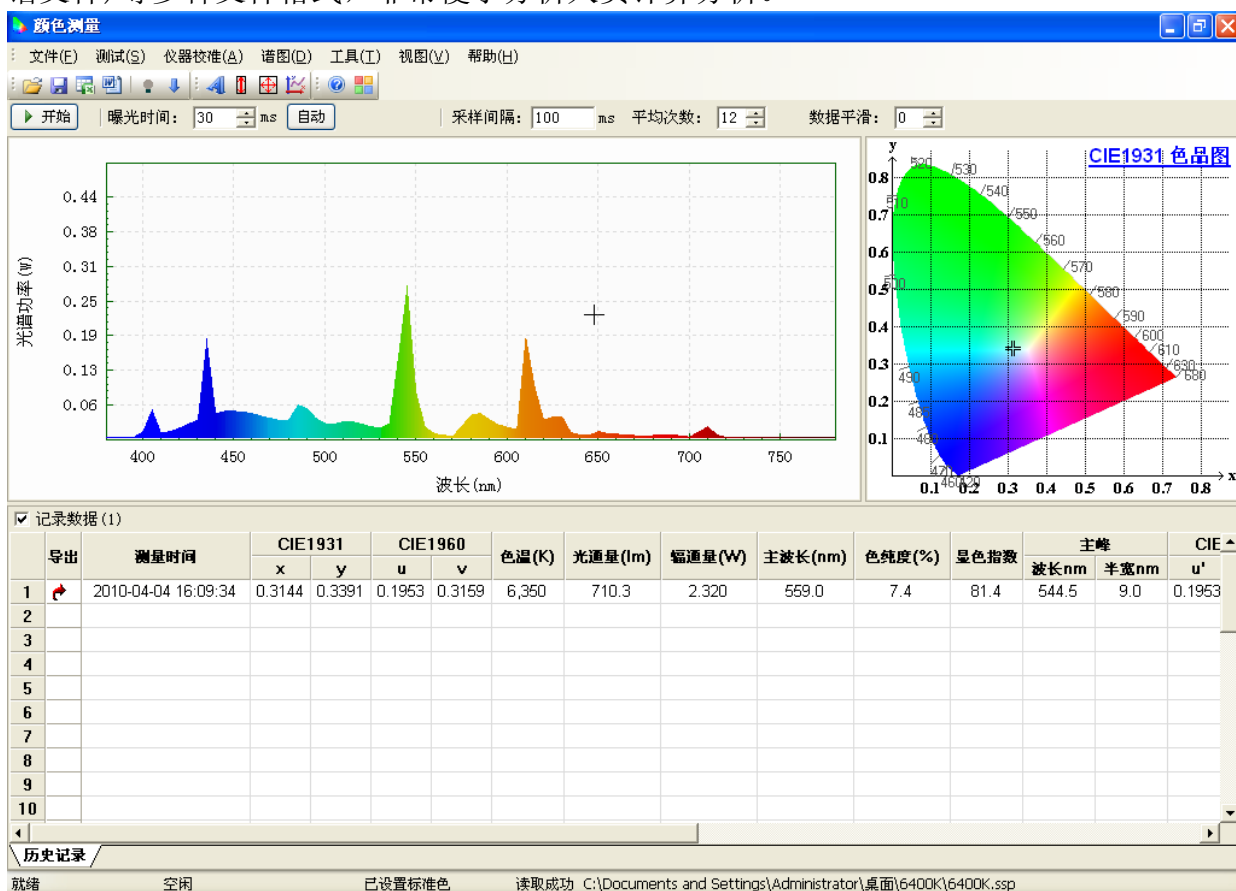 颜色测量
文件(F) 测试(S) 仪器校准(A) 谱图(D) 工具(T) 视图(V) 帮助(H)
开始 曝光时间: 30 ms 自动 采样间隔: 100 ms 平均次数: 12 数据平滑: 0
光谱功率(W)
0.44
0.38
0.31
0.25
0.19
0.13
0.06
400 450 500 550 600 650 700 750
波长(nm)
CIE1931 色品图
y
0.8
0.7
0.6
0.5
0.4
0.3
0.2
0.1
520
530
540
510
550
560
570
500
580
590
600
610
630
680
490
0.1 0.2 0.3 0.4 0.5 0.6 0.7 0.8 x
记录数据(1)
导出 测量时间 CIE1931 CIE1960 色温(K) 光通量(lm) 辐通量(W) 主波长(nm) 色纯度(%) 显色指数 主峰 CIE
x y u v 波长nm 半宽nm u'
1 2010-04-04 16:09:34 0.3144 0.3391 0.1953 0.3159 6,350 710.3 2.320 559.0 7.4 81.4 544.5 9.0 0.1953
2
3
4
5
6
7
8
9
10
历史记录
就绪 空闲 已设置标准色 读取成功 C:\Documents and Settings\Administrator\桌面\6400K\6400K.ssp